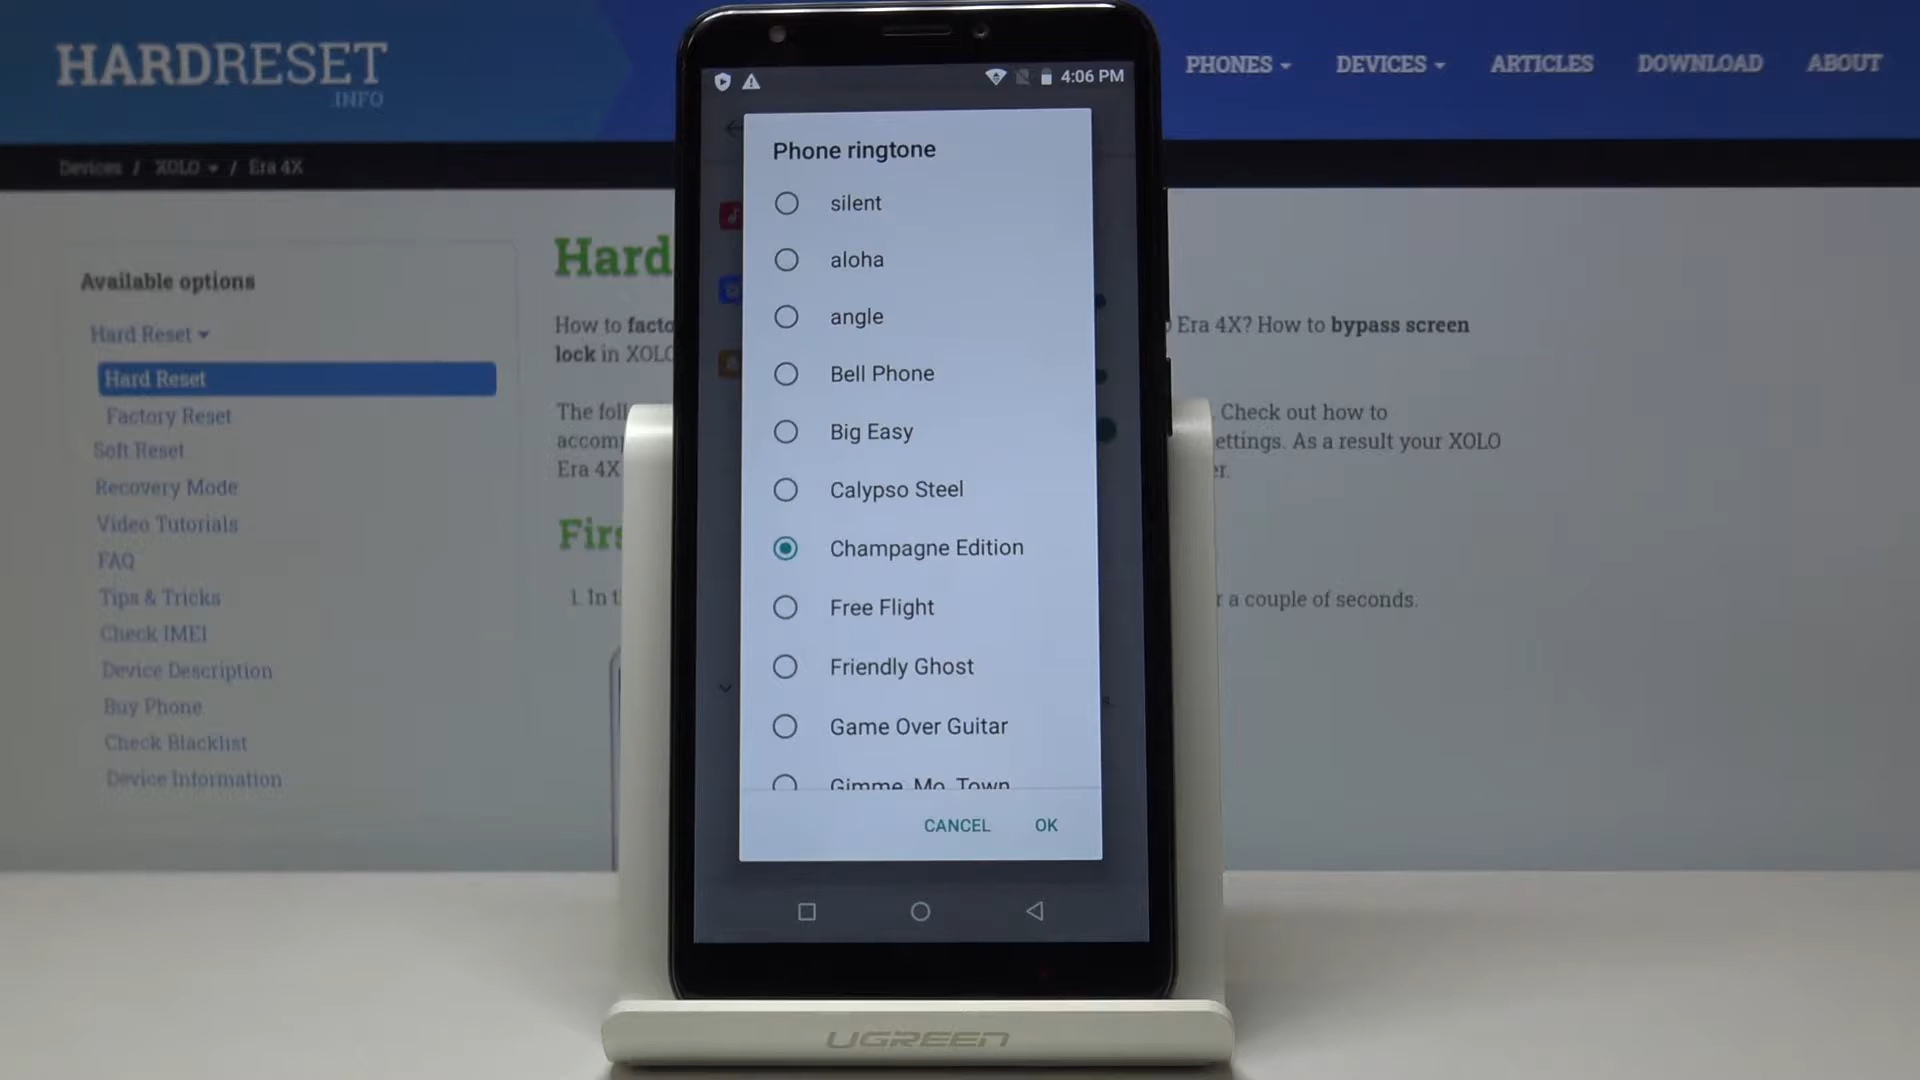 HARDRESET
.INFO
PHONES
DEVICES
ARTICLES
DOWNLOAD
ABOUT
Devices / XOLO / Era 4X
Available options
Hard Reset
Hard Reset
Factory Reset
Soft Reset
Recovery Mode
Video Tutorials
FAQ
Tips & Tricks
Check IMEI
Device Description
Buy Phone
Check Blacklist
Device Information
Hard
How to facto
Era 4X? How to bypass screen
lock in XOLO
The foll
Check out how to
accomp
ettings. As a result your XOLO
Era 4X
er.
Firs
1. In t
r a couple of seconds.
4:06 PM
Phone ringtone
silent
aloha
angle
Bell Phone
Big Easy
Calypso Steel
Champagne Edition
Free Flight
Friendly Ghost
Game Over Guitar
Gimme Mo Town
CANCEL OK
UGREEN